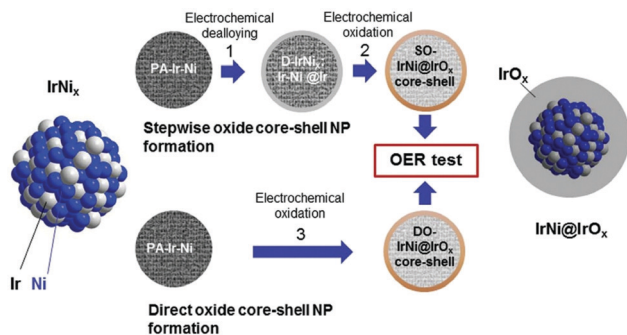 IrNiₓ
Ir Ni
Electrochemical
dealloying
1
Electrochemical
oxidation
2
PA-Ir-Ni
D-IrNiₓ
Ir-Ni @Ir
SO-
IrNi@IrOₓ
core-shell
Stepwise oxide core-shell NP
formation
OER test
Electrochemical
oxidation
3
PA-Ir-Ni
DO-
IrNi@IrOₓ
core-shell
Direct oxide core-shell NP
formation
IrOₓ
IrNi@IrOₓ